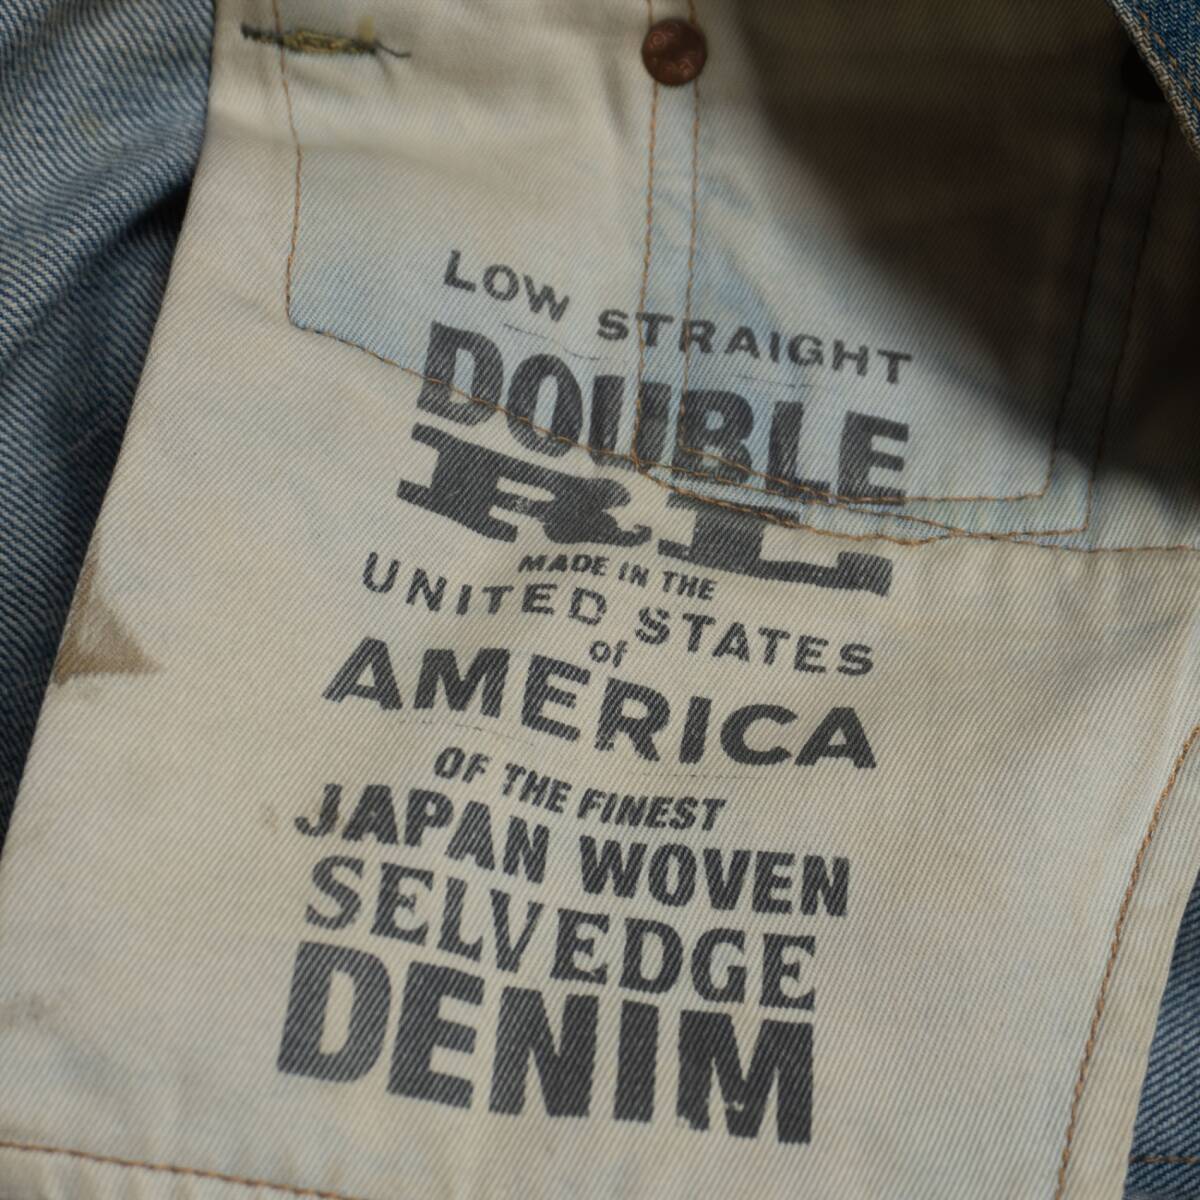 LOW STRAIGHT
DOUBLE
RL
MADE IN THE
UNITED STATES
of
AMERICA
OF THE FINEST
JAPAN WOVEN
SELVEDGE
DENIM